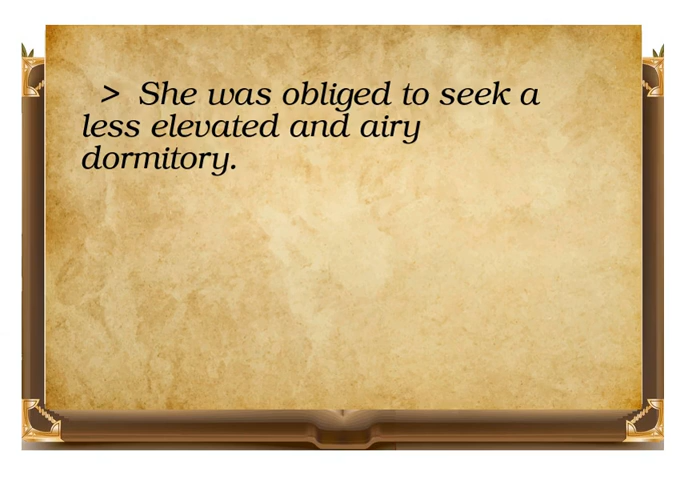 > She was obliged to seek a
less elevated and airy
dormitory.